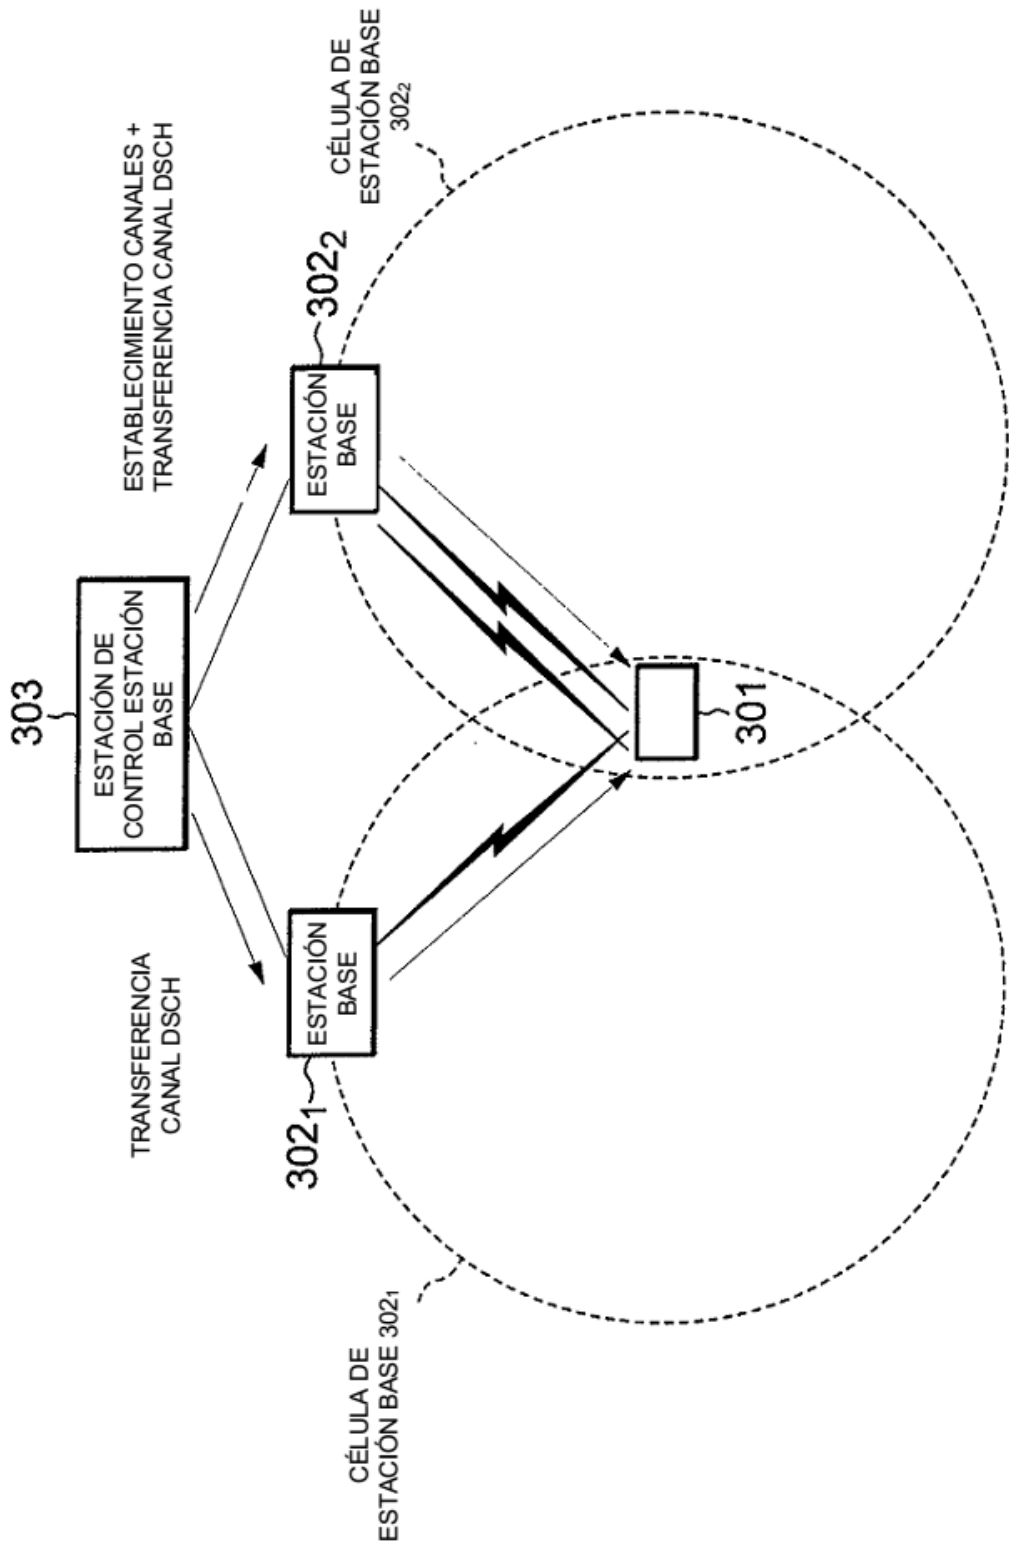 303
ESTACIÓN DE
CONTROL ESTACIÓN
BASE
TRANSFERENCIA
CANAL DSCH
ESTABLECIMIENTO CANALES +
TRANSFERENCIA CANAL DSCH
302₁
ESTACIÓN
BASE
ESTACIÓN
BASE
302₂
CÉLULA DE
ESTACIÓN BASE
302₂
CÉLULA DE
ESTACIÓN BASE 302₁
301